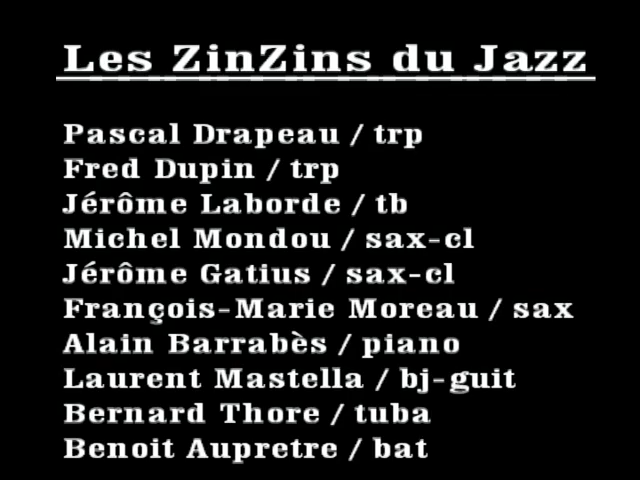 Les ZinZins du Jazz
Pascal Drapeau / trp
Fred Dupin / trp
Jérôme Laborde / tb
Michel Mondou / sax-cl
Jérôme Gatius / sax-cl
François-Marie Moreau / sax
Alain Barrabès / piano
Laurent Mastella / bj-guit
Bernard Thore / tuba
Benoit Aupretre / bat